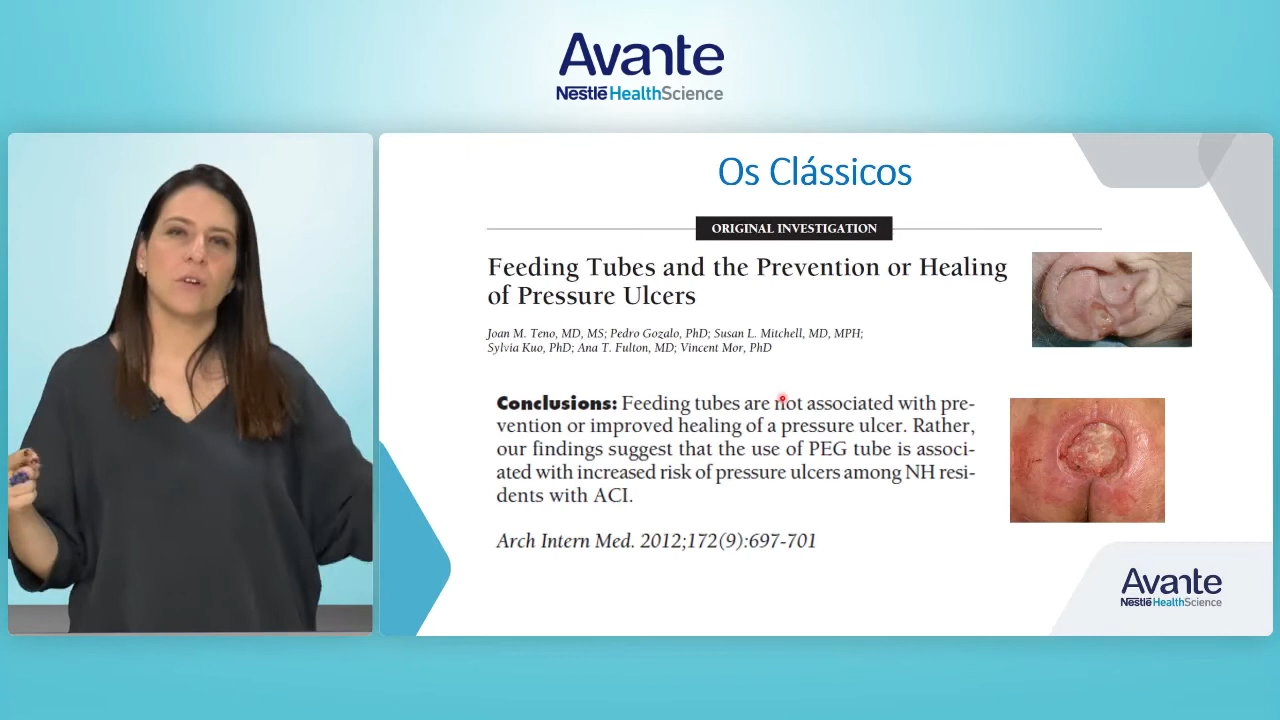 Avante
Nestlé HealthScience
Os Clássicos
ORIGINAL INVESTIGATION
Feeding Tubes and the Prevention or Healing
of Pressure Ulcers
Joan M. Teno, MD, MS; Pedro Gozalo, PhD; Susan L. Mitchell, MD, MPH;
Sylvia Kuo, PhD; Ana T. Fulton, MD; Vincent Mor, PhD
Conclusions: Feeding tubes are not associated with pre-
vention or improved healing of a pressure ulcer. Rather,
our findings suggest that the use of PEG tube is associ-
ated with increased risk of pressure ulcers among NH resi-
dents with ACI.
Arch Intern Med. 2012;172(9):697-701
Avante
Nestlé HealthScience